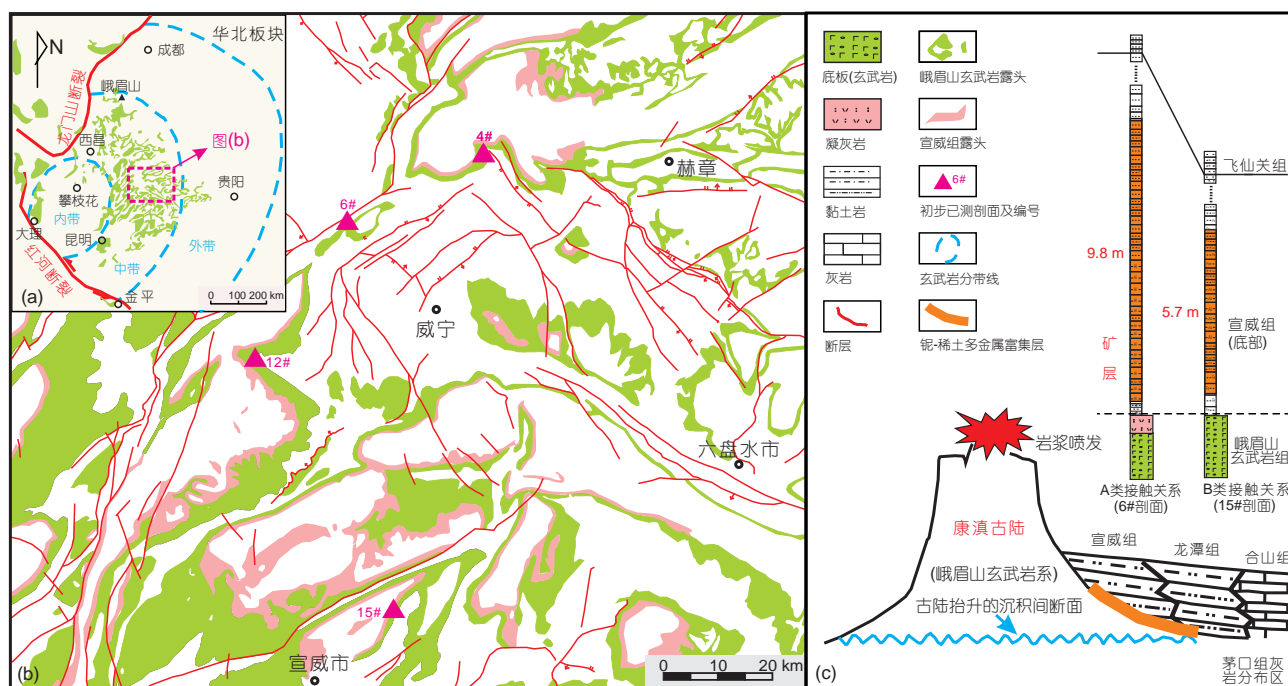 华北板块
N
成都
峨眉山
龙门山断裂
西昌
图(b)
攀枝花
贵阳
内带
大理
昆明
外带
中带
红河断裂
金平
(a)
0 100 200 km
4#
赫章
6#
威宁
12#
六盘水市
15#
宣威市
(b)
0 10 20 km
底板(玄武岩)
峨眉山玄武岩露头
凝灰岩
宣威组露头
6#
黏土岩
初步已测剖面及编号
灰岩
玄武岩分带线
断层
铌-稀土多金属富集层
飞仙关组
9.8 m
5.7 m
宣威组
(底部)
矿
层
峨眉山
玄武岩组
A类接触关系
(6#剖面)
B类接触关系
(15#剖面)
岩浆喷发
康滇古陆
(峨眉山玄武岩系)
古陆抬升的沉积间断面
宣威组
龙潭组
合山组
茅口组灰
岩分布区
(c)